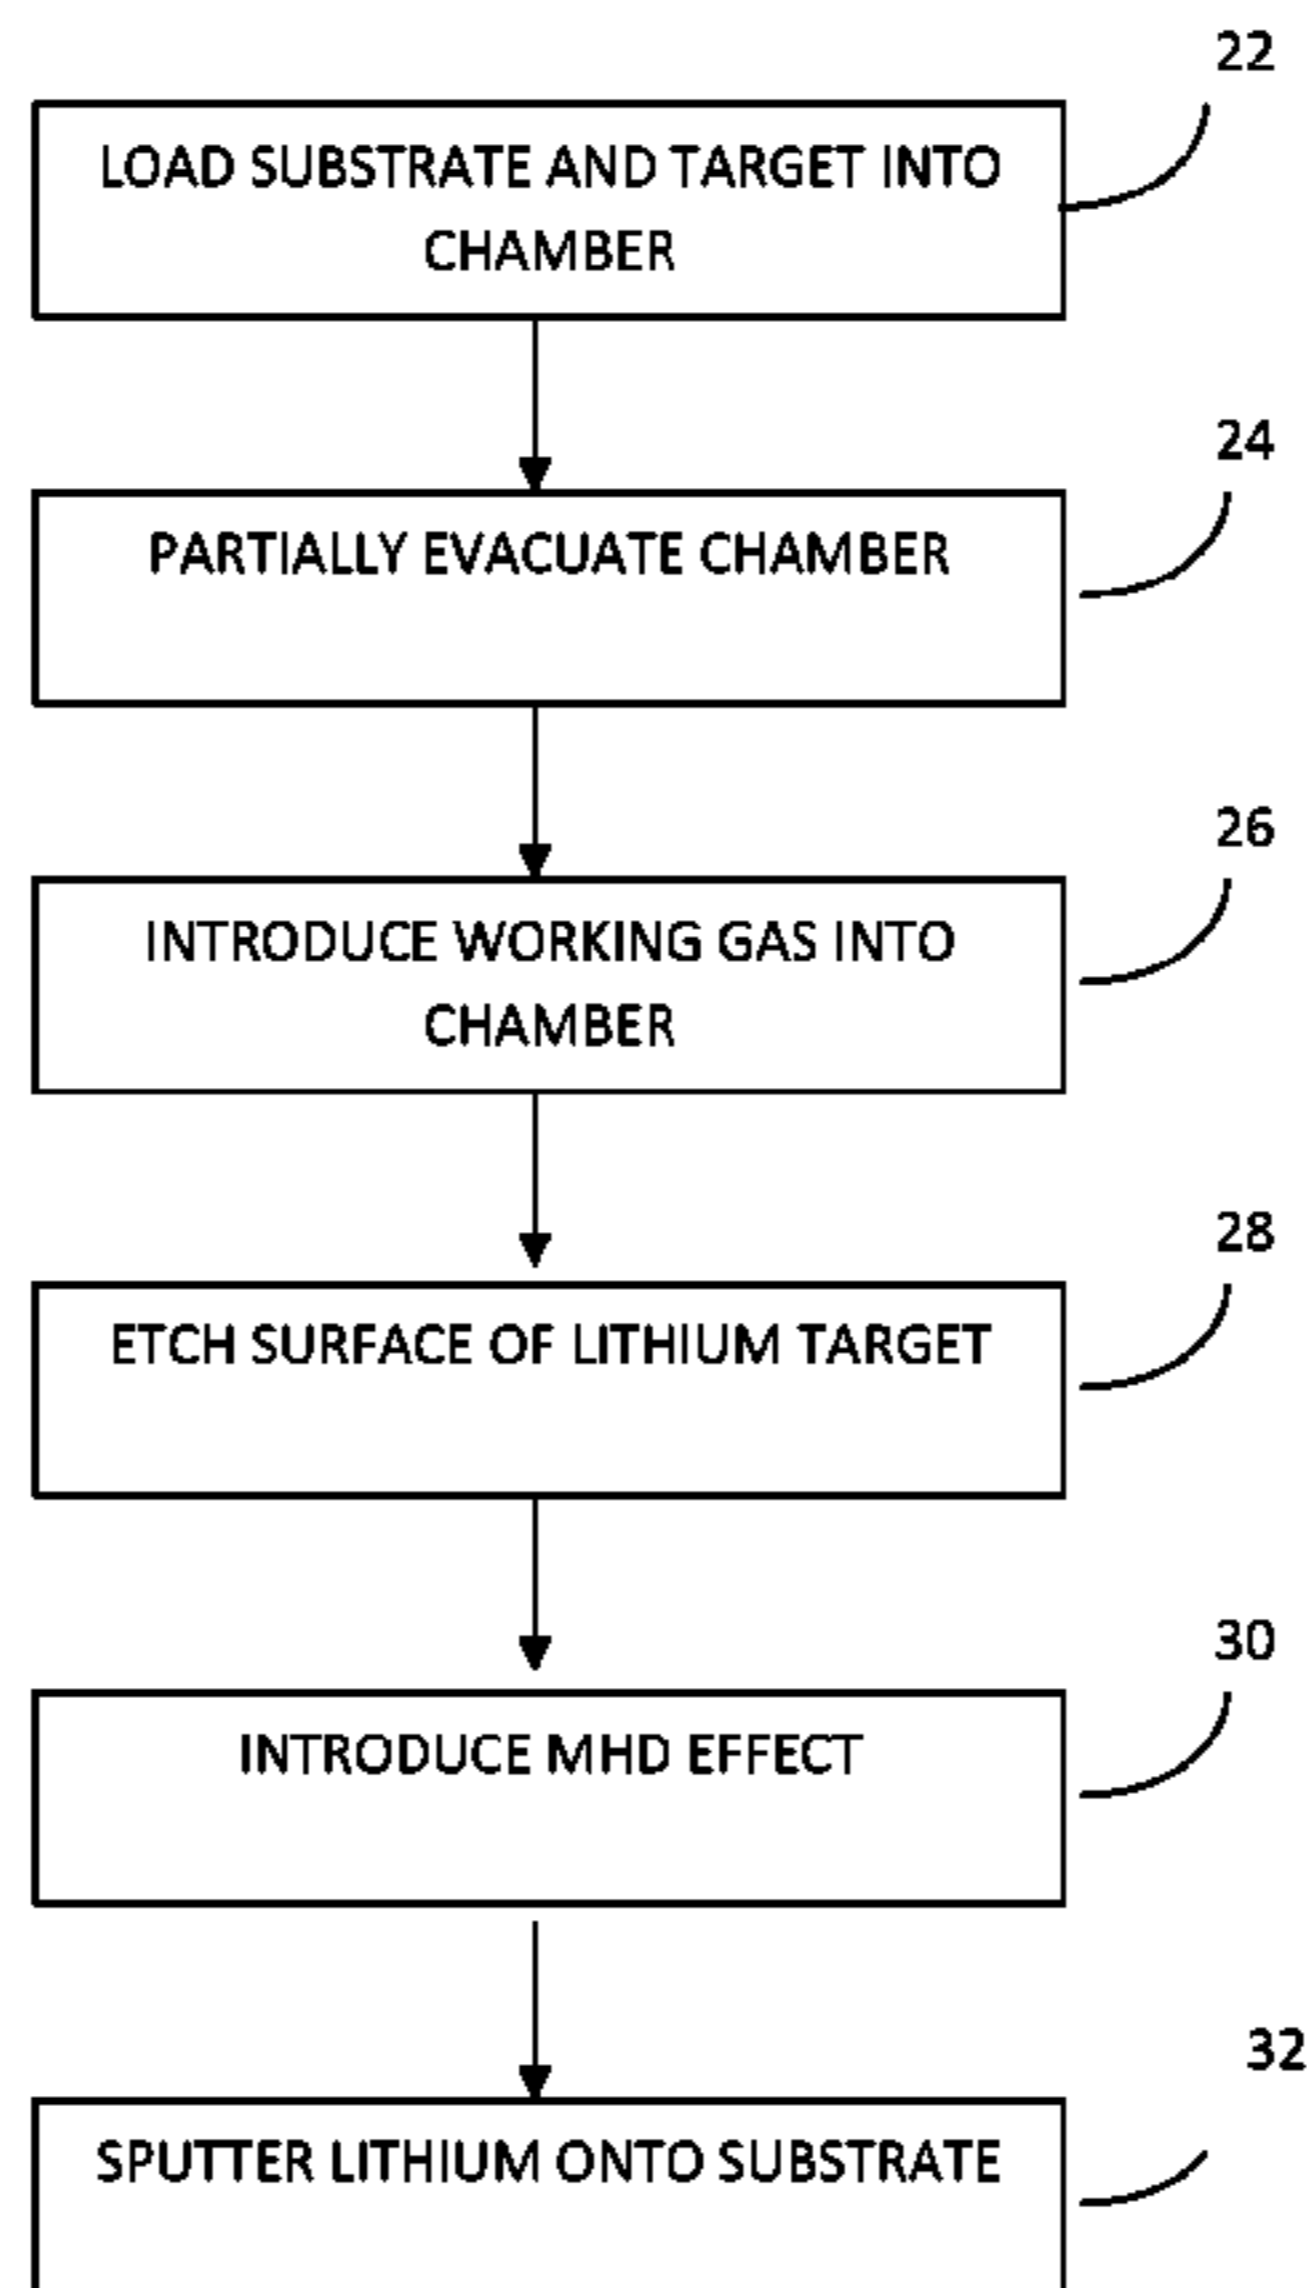 22
LOAD SUBSTRATE AND TARGET INTO
CHAMBER
24
PARTIALLY EVACUATE CHAMBER
26
INTRODUCE WORKING GAS INTO
CHAMBER
28
ETCH SURFACE OF LITHIUM TARGET
30
INTRODUCE MHD EFFECT
32
SPUTTER LITHIUM ONTO SUBSTRATE